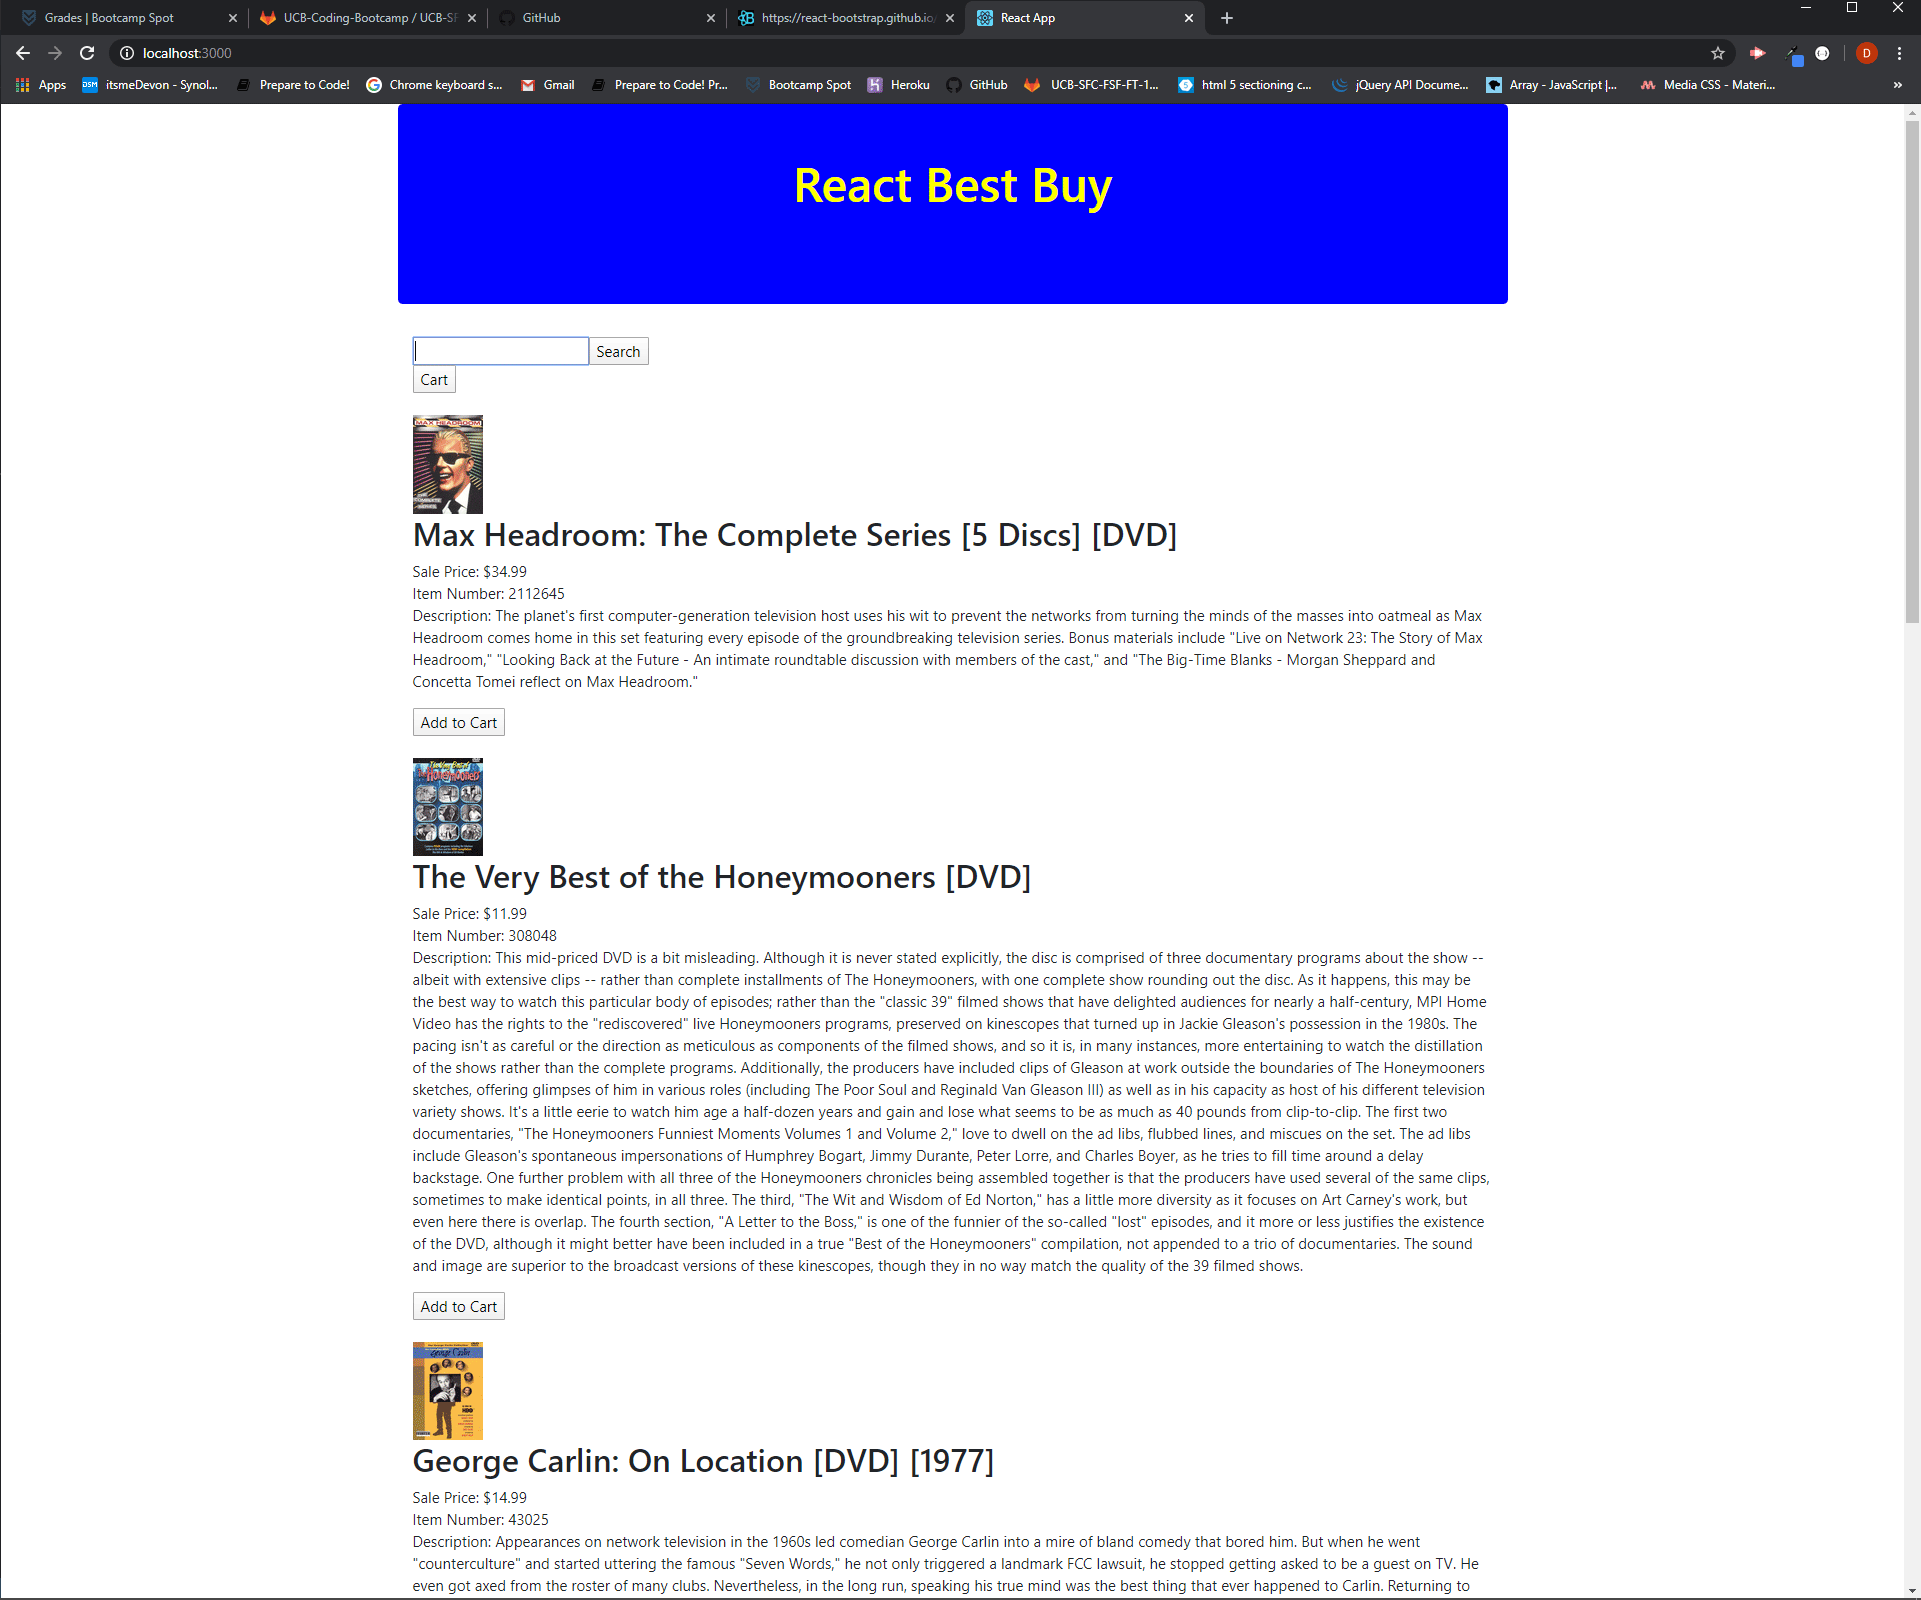 Grades | Bootcamp Spot
UCB-Coding-Bootcamp / UCB-SF
GitHub
https://react-bootstrap.github.io/
React App
localhost:3000
D
Apps
DSM
itsmeDevon - Synol...
Prepare to Code!
Chrome keyboard s...
Gmail
Prepare to Code! Pr...
Bootcamp Spot
Heroku
GitHub
UCB-SFC-FSF-FT-1...
html 5 sectioning c...
jQuery API Docume...
Array - JavaScript |...
Media CSS - Materi...
»
React Best Buy
Search
Cart
MAX HEADROOM
Max Headroom: The Complete Series [5 Discs] [DVD]
Sale Price: $34.99
Item Number: 2112645
Description: The planet's first computer-generation television host uses his wit to prevent the networks from turning the minds of the masses into oatmeal as Max
Headroom comes home in this set featuring every episode of the groundbreaking television series. Bonus materials include "Live on Network 23: The Story of Max
Headroom," "Looking Back at the Future - An intimate roundtable discussion with members of the cast," and "The Big-Time Blanks - Morgan Sheppard and
Concetta Tomei reflect on Max Headroom."
Add to Cart
The Very Best of
Honeymooners
The Very Best of the Honeymooners [DVD]
Sale Price: $11.99
Item Number: 308048
Description: This mid-priced DVD is a bit misleading. Although it is never stated explicitly, the disc is comprised of three documentary programs about the show --
albeit with extensive clips -- rather than complete installments of The Honeymooners, with one complete show rounding out the disc. As it happens, this may be
the best way to watch this particular body of episodes; rather than the "classic 39" filmed shows that have delighted audiences for nearly a half-century, MPI Home
Video has the rights to the "rediscovered" live Honeymooners programs, preserved on kinescopes that turned up in Jackie Gleason's possession in the 1980s. The
pacing isn't as careful or the direction as meticulous as components of the filmed shows, and so it is, in many instances, more entertaining to watch the distillation
of the shows rather than the complete programs. Additionally, the producers have included clips of Gleason at work outside the boundaries of The Honeymooners
sketches, offering glimpses of him in various roles (including The Poor Soul and Reginald Van Gleason III) as well as in his capacity as host of his different television
variety shows. It's a little eerie to watch him age a half-dozen years and gain and lose what seems to be as much as 40 pounds from clip-to-clip. The first two
documentaries, "The Honeymooners Funniest Moments Volumes 1 and Volume 2," love to dwell on the ad libs, flubbed lines, and miscues on the set. The ad libs
include Gleason's spontaneous impersonations of Humphrey Bogart, Jimmy Durante, Peter Lorre, and Charles Boyer, as he tries to fill time around a delay
backstage. One further problem with all three of the Honeymooners chronicles being assembled together is that the producers have used several of the same clips,
sometimes to make identical points, in all three. The third, "The Wit and Wisdom of Ed Norton," has a little more diversity as it focuses on Art Carney's work, but
even here there is overlap. The fourth section, "A Letter to the Boss," is one of the funnier of the so-called "lost" episodes, and it more or less justifies the existence
of the DVD, although it might better have been included in a true "Best of the Honeymooners" compilation, not appended to a trio of documentaries. The sound
and image are superior to the broadcast versions of these kinescopes, though they in no way match the quality of the 39 filmed shows.
Add to Cart
George Carlin
HBO
George Carlin: On Location [DVD] [1977]
Sale Price: $14.99
Item Number: 43025
Description: Appearances on network television in the 1960s led comedian George Carlin into a mire of bland comedy that bored him. But when he went
"counterculture" and started uttering the famous "Seven Words," he not only triggered a landmark FCC lawsuit, he stopped getting asked to be a guest on TV. He
even got axed from the roster of many clubs. Nevertheless, in the long run, speaking his true mind was the best thing that ever happened to Carlin. Returning to